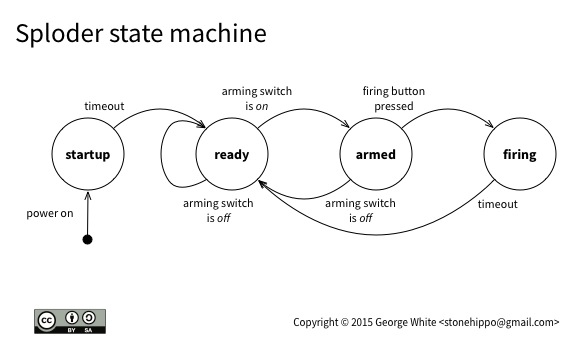 Sploder state machine
timeout
arming switch
is on
firing button
pressed
startup
ready
armed
firing
power on
arming switch
is off
arming switch
is off
timeout
cc
BY SA
Copyright © 2015 George White <stonehippo@gmail.com>